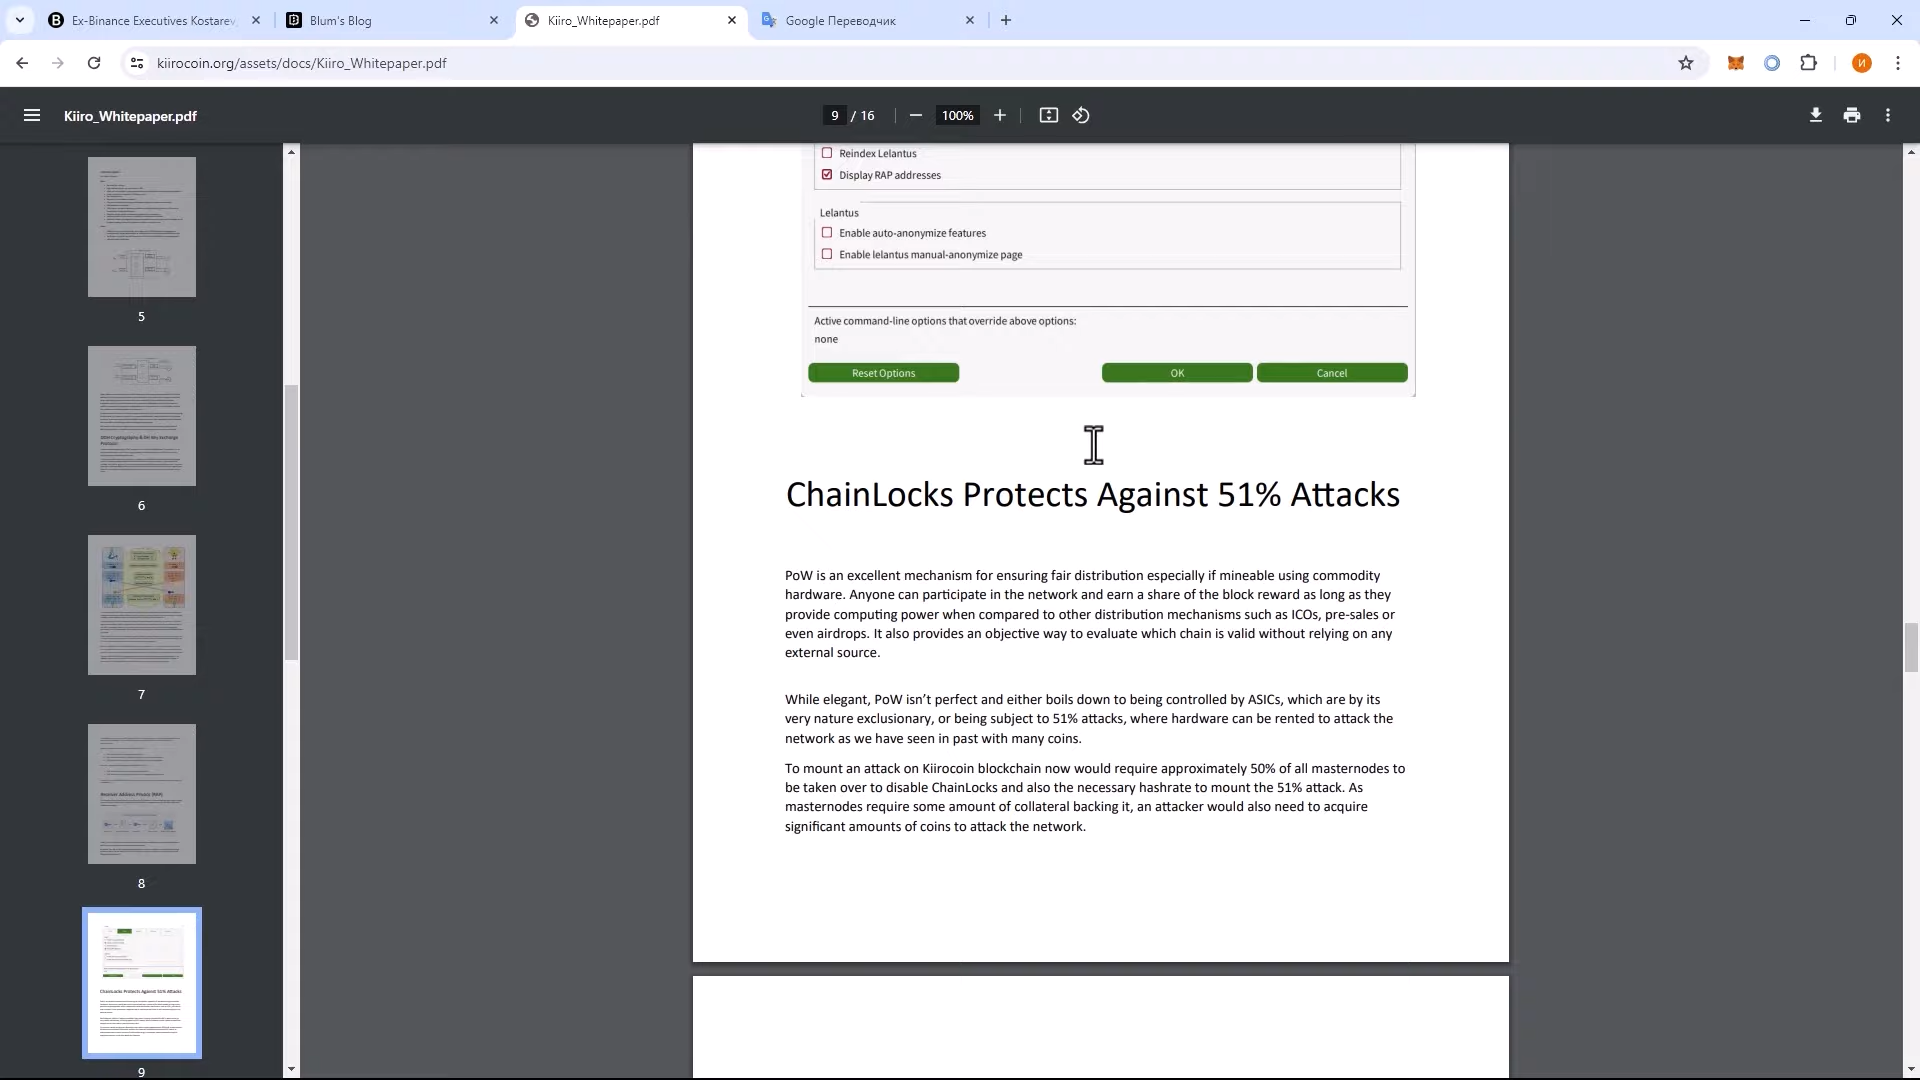 Ex-Binance Executives Kostarev
Blum's Blog
Kiiro_Whitepaper.pdf
Google Переводчик
kiirocoin.org/assets/docs/Kiiro_Whitepaper.pdf
И
Kiiro_Whitepaper.pdf
9 / 16
100%
5
6
7
8
9
Reindex Lelantus
Display RAP addresses
Lelantus
Enable auto-anonymize features
Enable lelantus manual-anonymize page
Active command-line options that override above options:
none
Reset Options
OK
Cancel
ChainLocks Protects Against 51% Attacks
PoW is an excellent mechanism for ensuring fair distribution especially if mineable using commodity
hardware. Anyone can participate in the network and earn a share of the block reward as long as they
provide computing power when compared to other distribution mechanisms such as ICOs, pre-sales or
even airdrops. It also provides an objective way to evaluate which chain is valid without relying on any
external source.
While elegant, PoW isn't perfect and either boils down to being controlled by ASICs, which are by its
very nature exclusionary, or being subject to 51% attacks, where hardware can be rented to attack the
network as we have seen in past with many coins.
To mount an attack on Kiirocoin blockchain now would require approximately 50% of all masternodes to
be taken over to disable ChainLocks and also the necessary hashrate to mount the 51% attack. As
masternodes require some amount of collateral backing it, an attacker would also need to acquire
significant amounts of coins to attack the network.